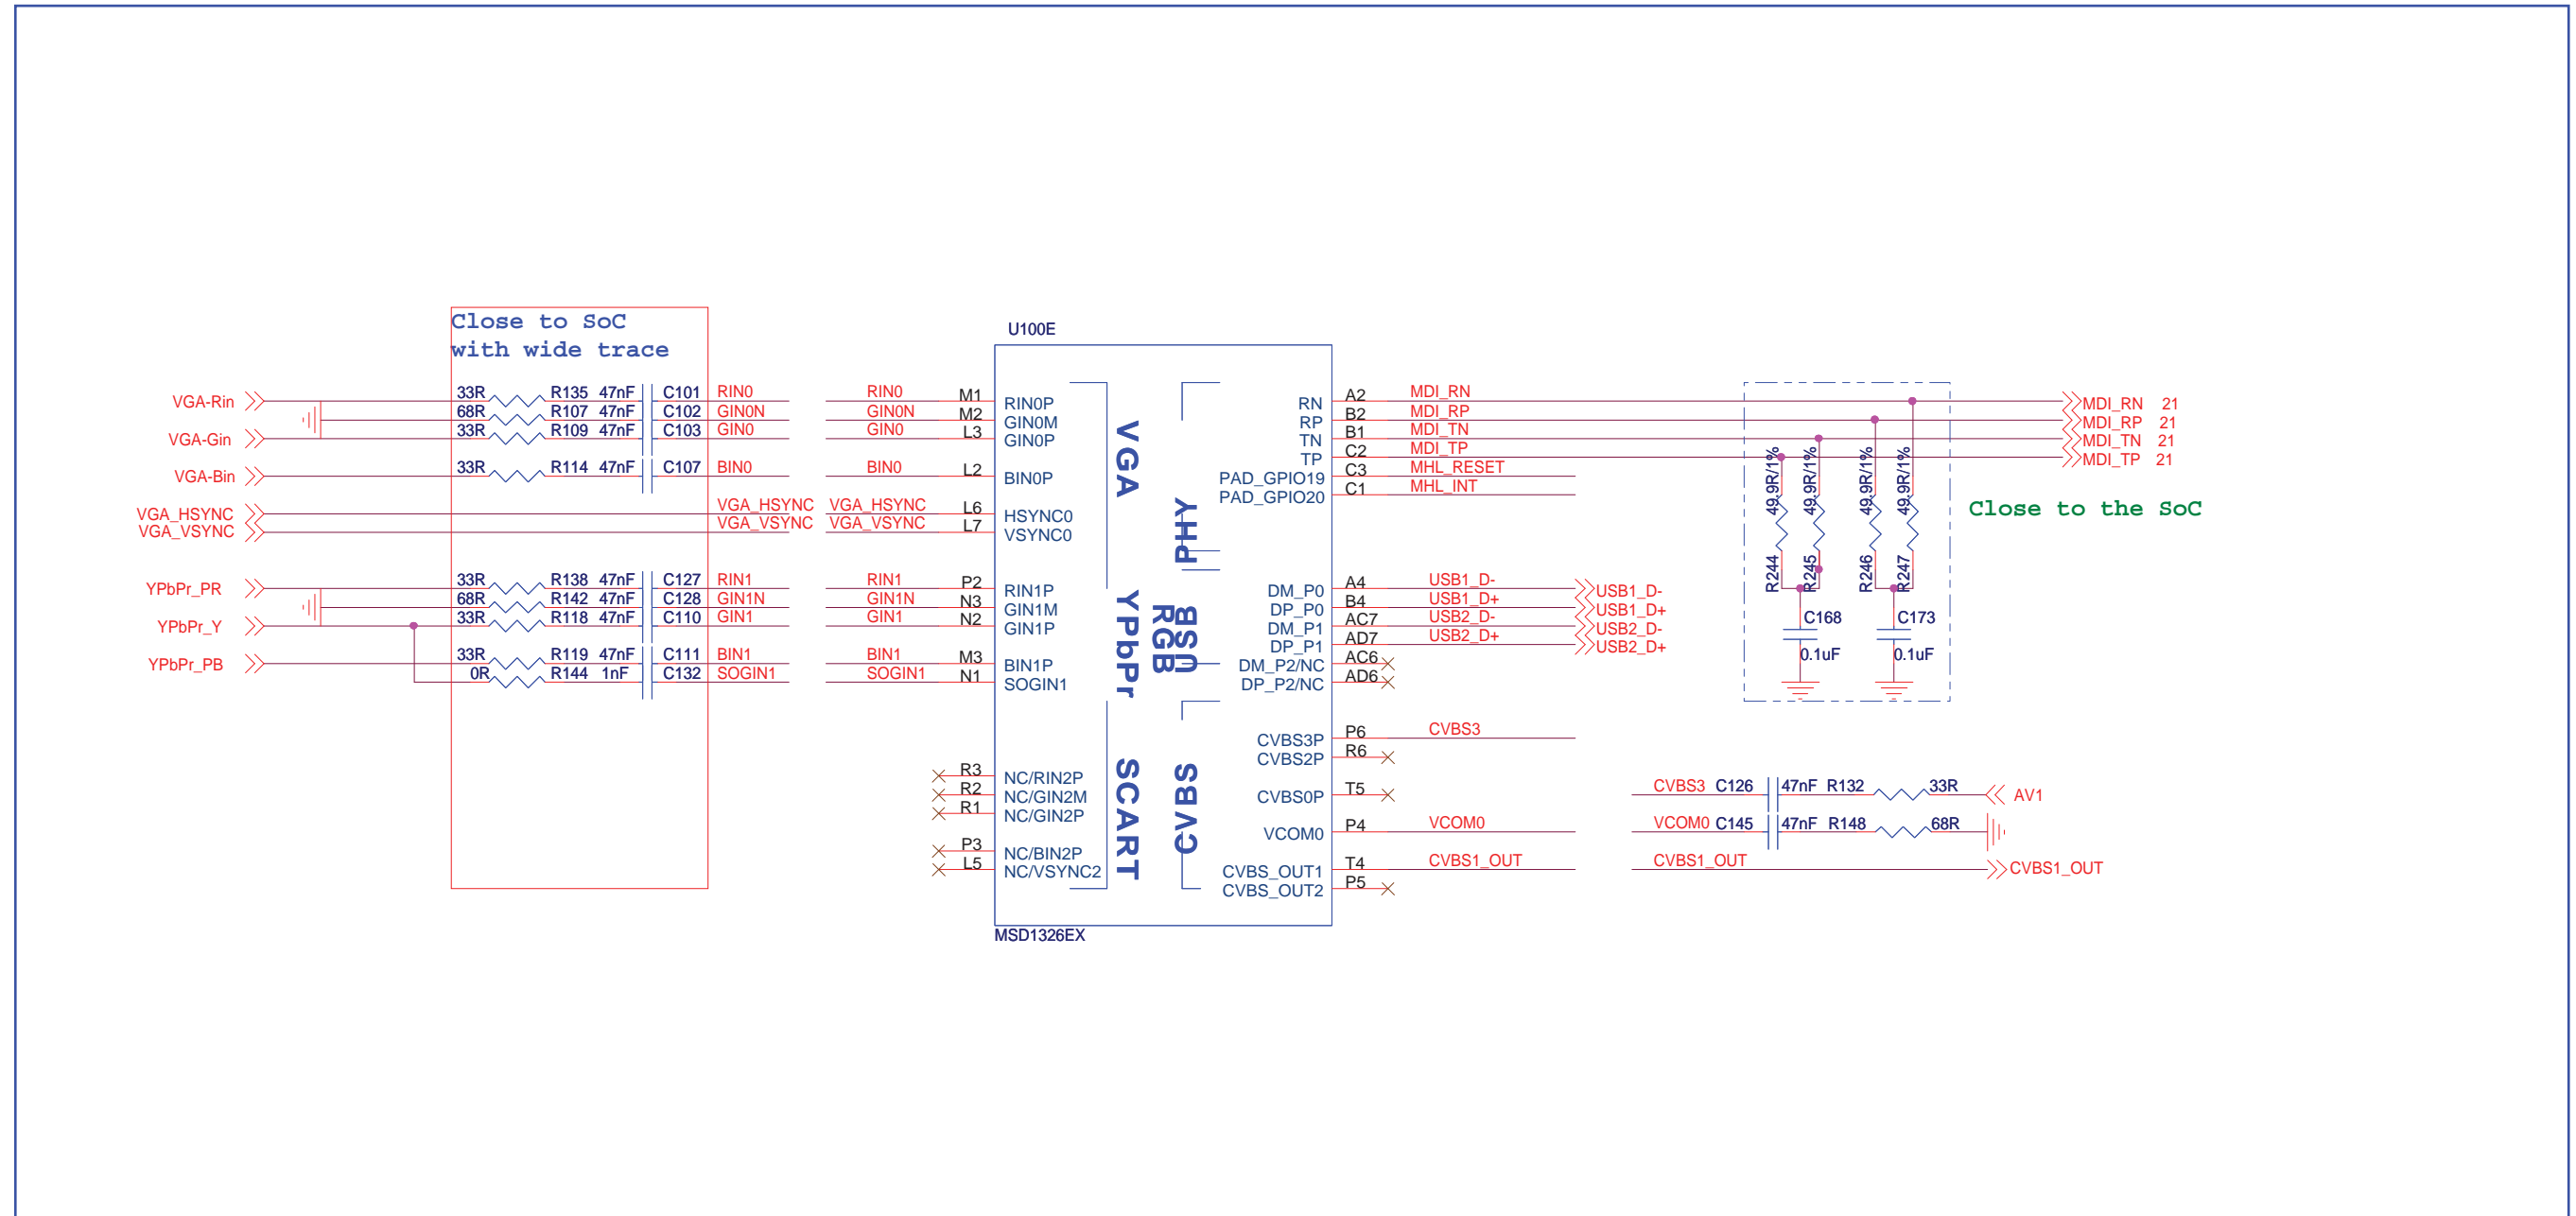 Close to SoC
with wide trace
U100E
VGA-Rin
33R R135 47nF C101 RIN0
68R R107 47nF C102 GIN0N
VGA-Gin
33R R109 47nF C103 GIN0
VGA-Bin
33R R114 47nF C107 BIN0
VGA_HSYNC
VGA_HSYNC
VGA_VSYNC
VGA_VSYNC
YPbPr_PR
33R R138 47nF C127 RIN1
68R R142 47nF C128 GIN1N
YPbPr_Y
33R R118 47nF C110 GIN1
YPbPr_PB
33R R119 47nF C111 BIN1
0R R144 1nF C132 SOGIN1
RIN0 M1 RIN0P
GIN0N M2 GIN0M
GIN0 L3 GIN0P
BIN0 L2 BIN0P
VGA_HSYNC L6 HSYNC0
VGA_VSYNC L7 VSYNC0
RIN1 P2 RIN1P
GIN1N N3 GIN1M
GIN1 N2 GIN1P
BIN1 M3 BIN1P
SOGIN1 N1 SOGIN1
R3 NC/RIN2P
R2 NC/GIN2M
R1 NC/GIN2P
P3 NC/BIN2P
L5 NC/VSYNC2
VGA
YPbPr
RGB
SCART
PHY
USB
CVBS
RN A2 MDI_RN
RP B2 MDI_RP
TN B1 MDI_TN
TP C2 MDI_TP
PAD_GPIO19 C3 MHL_RESET
PAD_GPIO20 C1 MHL_INT
DM_P0 A4 USB1_D- USB1_D-
DP_P0 B4 USB1_D+ USB1_D+
DM_P1 AC7 USB2_D- USB2_D-
DP_P1 AD7 USB2_D+ USB2_D+
DM_P2/NC AC6
DP_P2/NC AD6
CVBS3P P6 CVBS3
CVBS2P R6
CVBS0P T5
VCOM0 P4 VCOM0
CVBS_OUT1 T4 CVBS1_OUT
CVBS_OUT2 P5
MSD1326EX
MDI_RN 21
MDI_RP 21
MDI_TN 21
MDI_TP 21
R244 49.9R/1%
R245 49.9R/1%
R246 49.9R/1%
R247 49.9R/1%
C168
0.1uF
C173
0.1uF
Close to the SoC
CVBS3 C126 47nF R132 33R AV1
VCOM0 C145 47nF R148 68R
CVBS1_OUT CVBS1_OUT